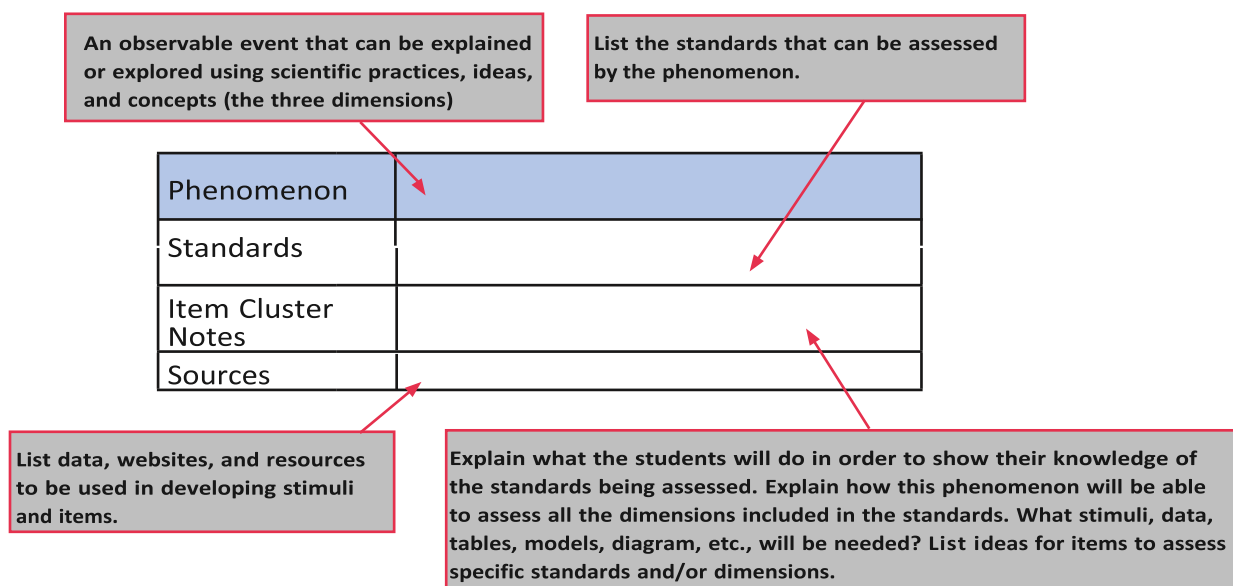 An observable event that can be explained
or explored using scientific practices, ideas,
and concepts (the three dimensions)
List the standards that can be assessed
by the phenomenon.
Phenomenon
Standards
Item Cluster
Notes
Sources
List data, websites, and resources
to be used in developing stimuli
and items.
Explain what the students will do in order to show their knowledge of
the standards being assessed. Explain how this phenomenon will be able
to assess all the dimensions included in the standards. What stimuli, data,
tables, models, diagram, etc., will be needed? List ideas for items to assess
specific standards and/or dimensions.